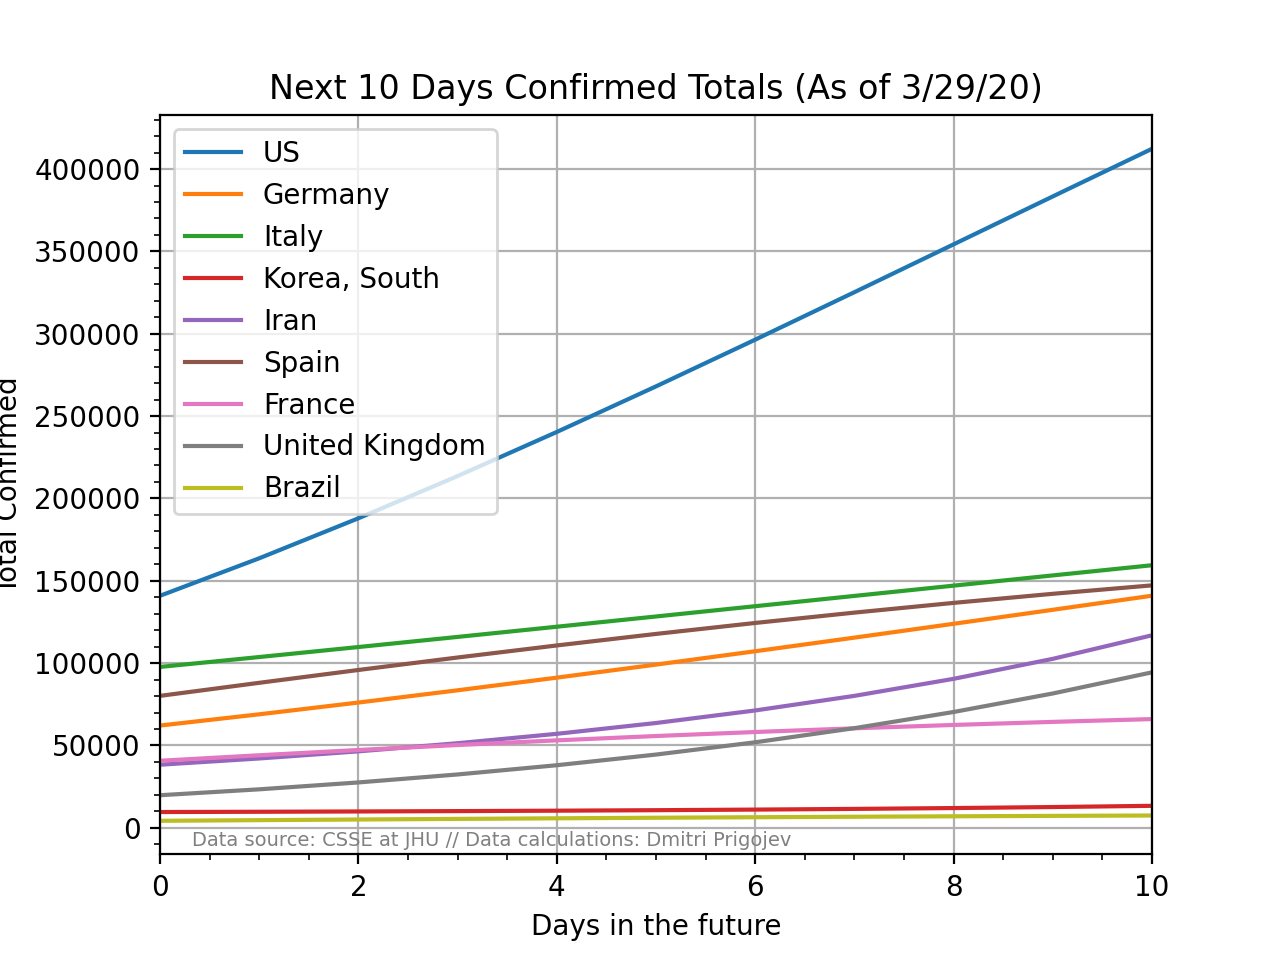 Next 10 Days Confirmed Totals (As of 3/29/20)
400000
350000
300000
250000
200000
150000
100000
50000
0
Total Confirmed
US
Germany
Italy
Korea, South
Iran
Spain
France
United Kingdom
Brazil
Data source: CSSE at JHU // Data calculations: Dmitri Prigojev
0 2 4 6 8 10
Days in the future